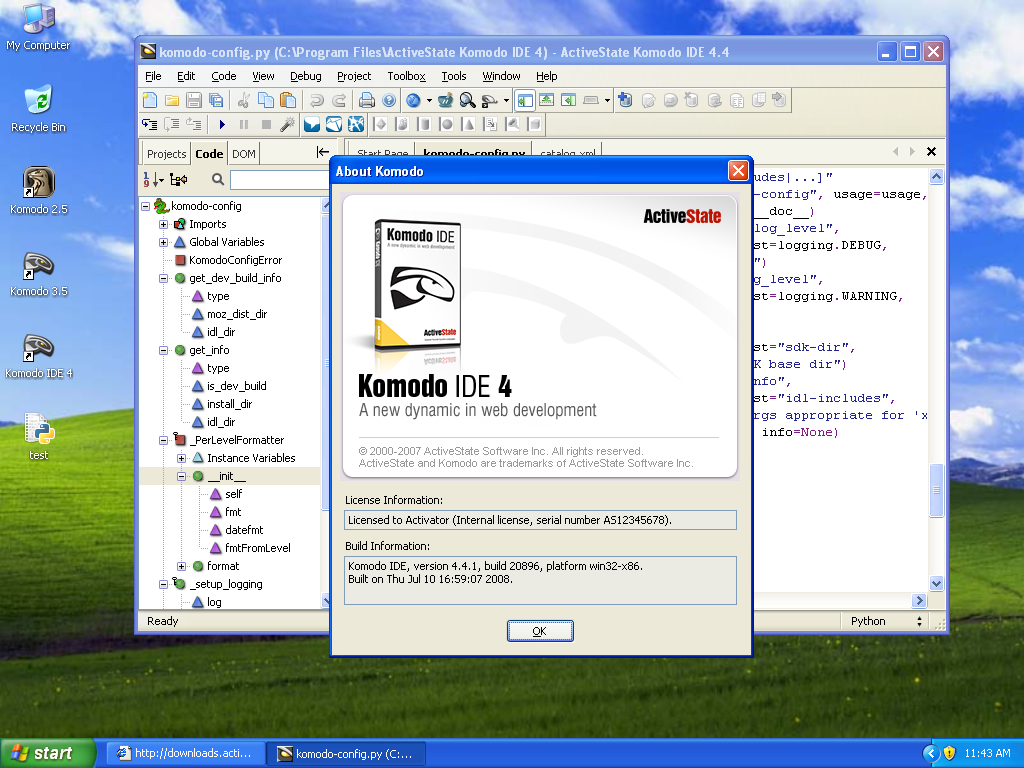 My Computer
Recycle Bin
Komodo 2.5
Komodo 3.5
Komodo IDE 4
test
komodo-config.py (C:\Program Files\ActiveState Komodo IDE 4) - ActiveState Komodo IDE 4.4
File Edit Code View Debug Project Toolbox Tools Window Help
Projects Code DOM
Start Page komodo-config.py catalog.xml
komodo-config
Imports
Global Variables
KomodoConfigError
get_dev_build_info
type
moz_dist_dir
idl_dir
get_info
type
is_dev_build
install_dir
idl_dir
_PerLevelFormatter
Instance Variables
__init__
self
fmt
datefmt
fmtFromLevel
format
_setup_logging
log
udes|...]"
-config", usage=usage,
__doc__)
log_level",
st=logging.DEBUG,
")
g_level",
st=logging.WARNING,
st="sdk-dir",
K base dir")
nfo",
st="idl-includes",
rgs appropriate for 'x
info=None)
About Komodo
ActiveState
Komodo IDE
A new dynamic in web development
ActiveState
Komodo IDE 4
A new dynamic in web development
© 2000-2007 ActiveState Software Inc. All rights reserved.
ActiveState and Komodo are trademarks of ActiveState Software Inc.
License Information:
Licensed to Activator (Internal license, serial number AS12345678).
Build Information:
Komodo IDE, version 4.4.1, build 20896, platform win32-x86.
Built on Thu Jul 10 16:59:07 2008.
OK
Ready
Python
start
http://downloads.acti...
komodo-config.py (C:...
11:43 AM